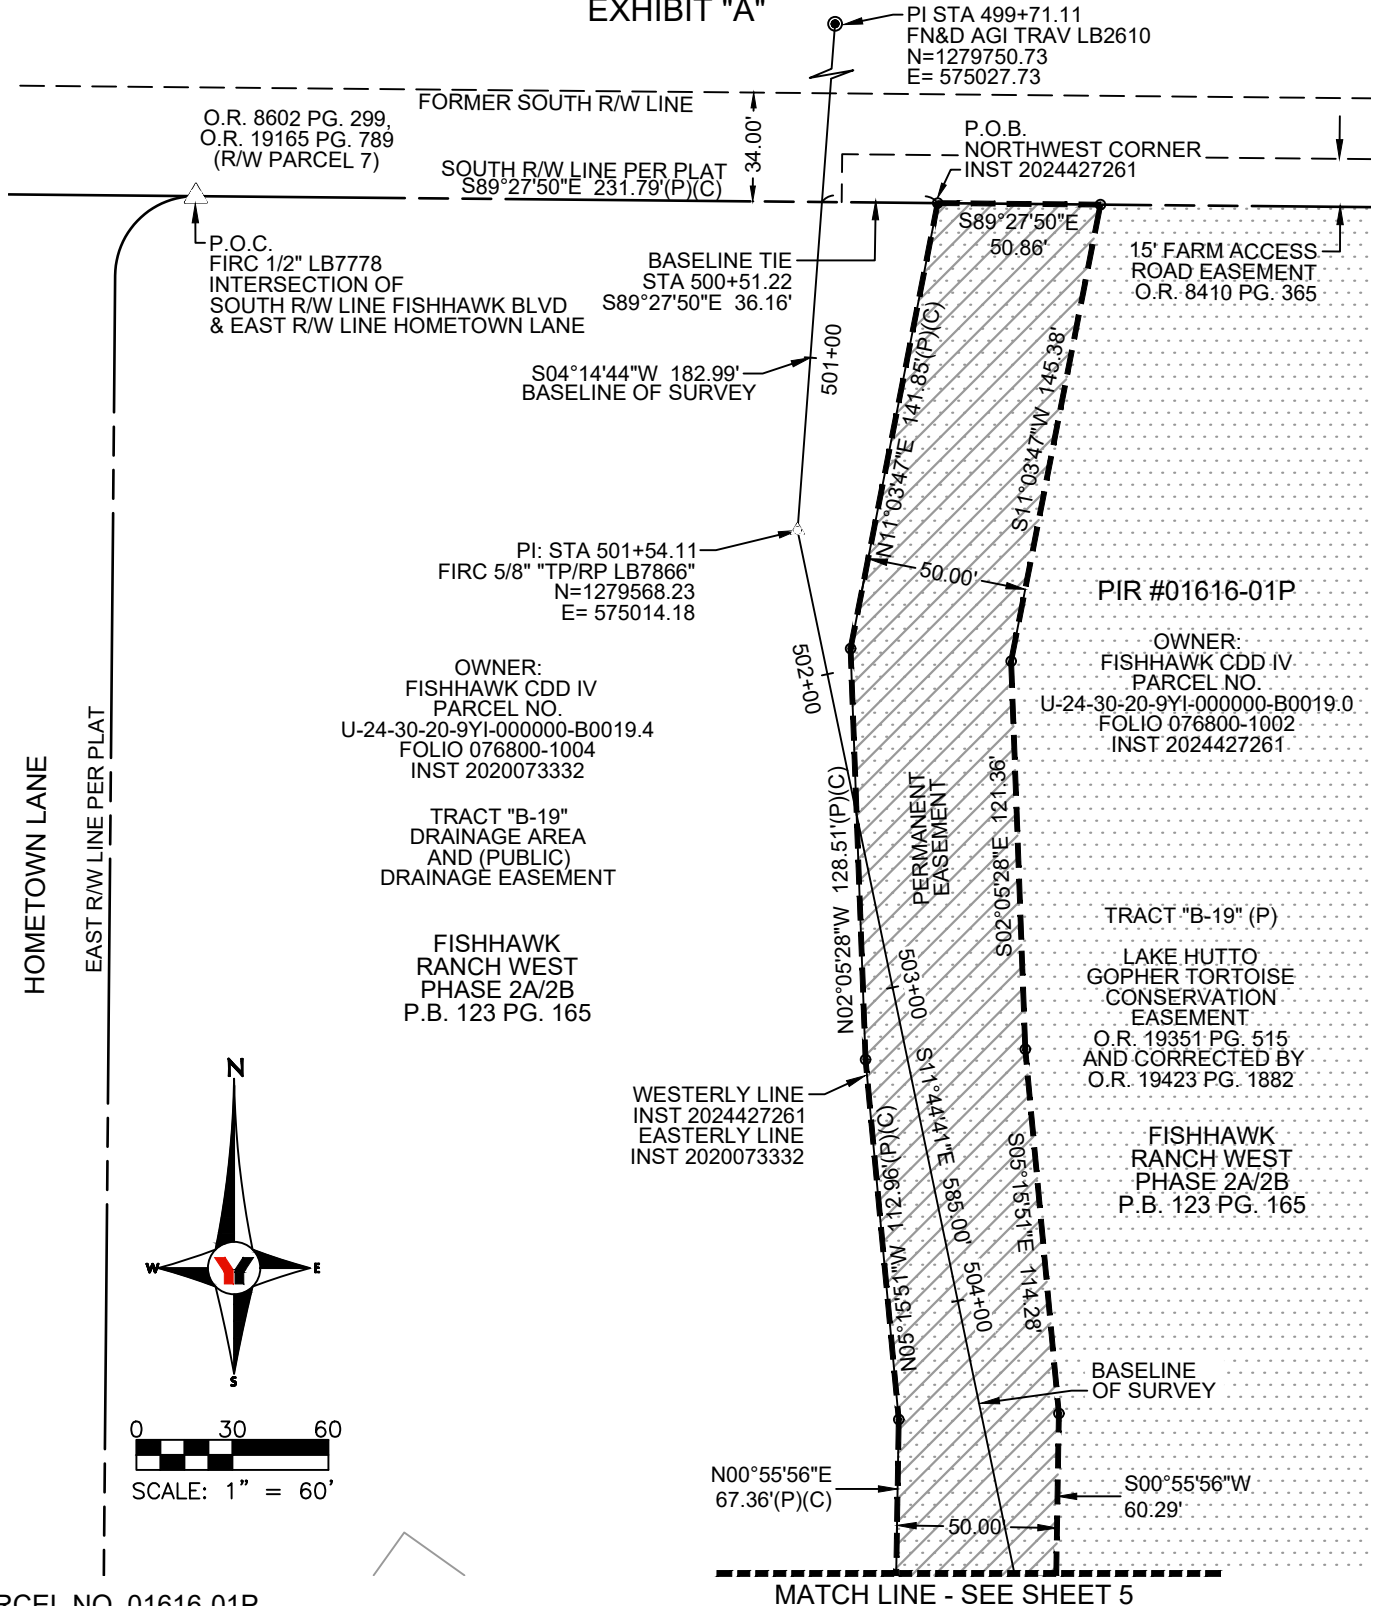 EXHIBIT "A"
PI STA 499+71.11
FN&D AGI TRAV LB2610
N=1279750.73
E= 575027.73
FORMER SOUTH R/W LINE
O.R. 8602 PG. 299,
O.R. 19165 PG. 789
(R/W PARCEL 7)
34.00'
P.O.B.
NORTHWEST CORNER
INST 2024427261
SOUTH R/W LINE PER PLAT
S89°27'50"E 231.79'(P)(C)
P.O.C.
FIRC 1/2" LB7778
INTERSECTION OF
SOUTH R/W LINE FISHHAWK BLVD
& EAST R/W LINE HOMETOWN LANE
BASELINE TIE
STA 500+51.22
S89°27'50"E 36.16'
S89°27'50"E
50.86'
15' FARM ACCESS
ROAD EASEMENT
O.R. 8410 PG. 365
S04°14'44"W 182.99'
BASELINE OF SURVEY
501+00
N11°03'47"E 141.85'(P)(C)
S11°03'47"W 145.38'
PI: STA 501+54.11
FIRC 5/8" "TP/RP LB7866"
N=1279568.23
E= 575014.18
50.00'
PIR #01616-01P
OWNER:
FISHHAWK CDD IV
PARCEL NO.
U-24-30-20-9YI-000000-B0019.4
FOLIO 076800-1004
INST 2020073332
502+00
OWNER:
FISHHAWK CDD IV
PARCEL NO.
U-24-30-20-9YI-000000-B0019.0
FOLIO 076800-1002
INST 2024427261
HOMETOWN LANE
EAST R/W LINE PER PLAT
TRACT "B-19"
DRAINAGE AREA
AND (PUBLIC)
DRAINAGE EASEMENT
N02°05'28"W 128.51'(P)(C)
PERMANENT
EASEMENT
S02°05'28"E 121.36'
FISHHAWK
RANCH WEST
PHASE 2A/2B
P.B. 123 PG. 165
503+00
TRACT "B-19" (P)
LAKE HUTTO
GOPHER TORTOISE
CONSERVATION
EASEMENT
O.R. 19351 PG. 515
AND CORRECTED BY
O.R. 19423 PG. 1882
WESTERLY LINE
INST 2024427261
EASTERLY LINE
INST 2020073332
S11°44'41"E 585.00'
N05°15'51"W 112.96'(P)(C)
S05°15'51"E 114.28'
FISHHAWK
RANCH WEST
PHASE 2A/2B
P.B. 123 PG. 165
N
W
E
S
504+00
BASELINE
OF SURVEY
0 30 60
SCALE: 1" = 60'
N00°55'56"E
67.36'(P)(C)
S00°55'56"W
60.29'
50.00
MATCH LINE - SEE SHEET 5
RCEL NO. 01616-01P